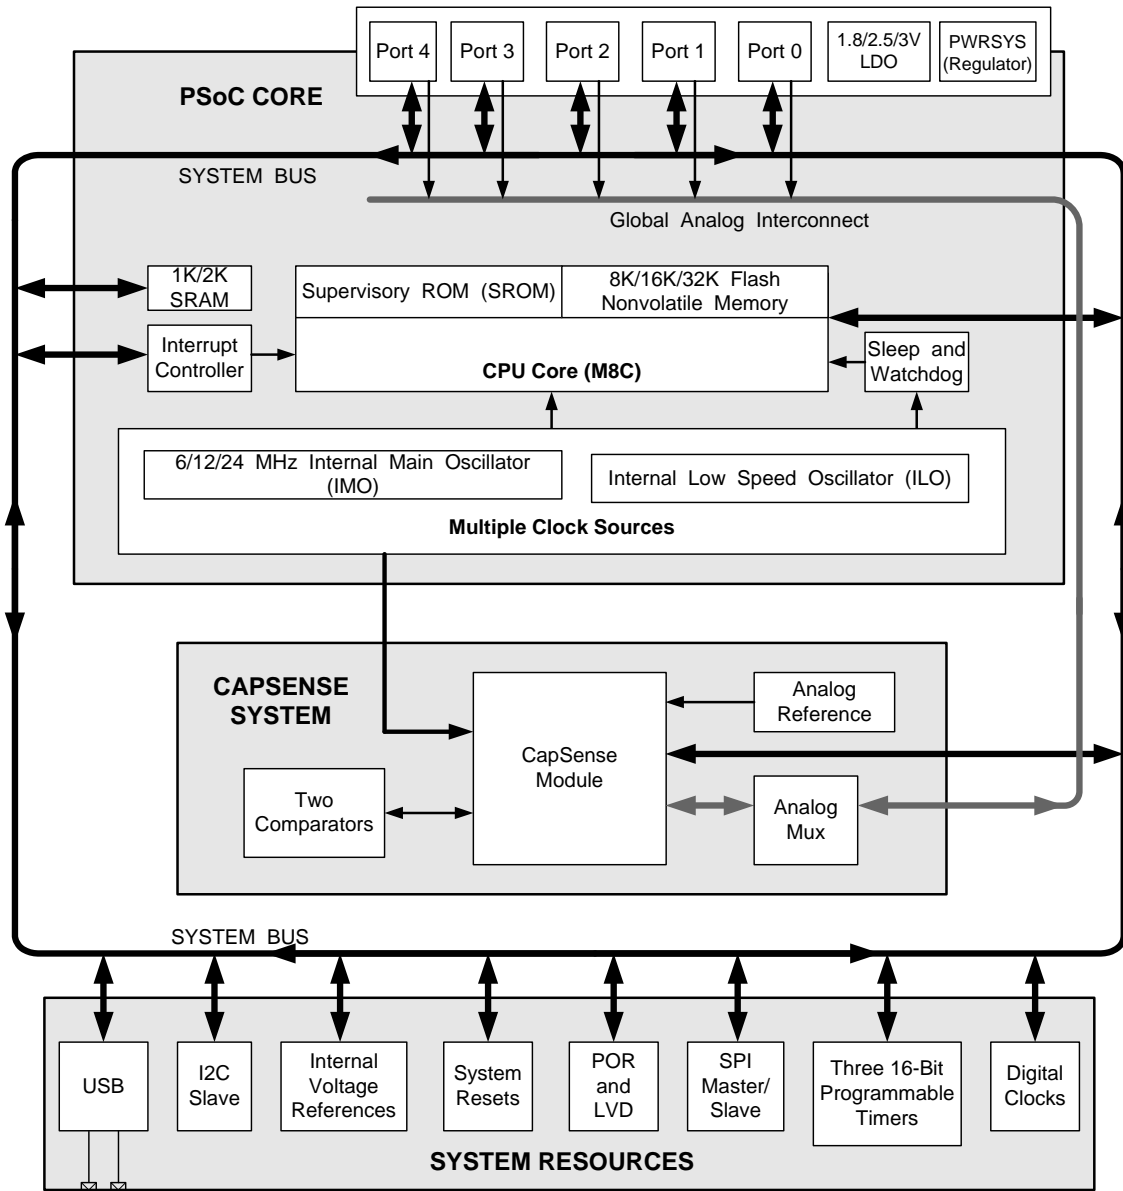 Port 4
Port 3
Port 2
Port 1
Port 0
1.8/2.5/3V
LDO
PWRSYS
(Regulator)
PSoC CORE
SYSTEM BUS
Global Analog Interconnect
1K/2K
SRAM
Supervisory ROM (SROM)
8K/16K/32K Flash
Nonvolatile Memory
Interrupt
Controller
CPU Core (M8C)
Sleep and
Watchdog
6/12/24 MHz Internal Main Oscillator
(IMO)
Internal Low Speed Oscillator (ILO)
Multiple Clock Sources
CAPSENSE
SYSTEM
Analog
Reference
CapSense
Module
Two
Comparators
Analog
Mux
SYSTEM BUS
USB
I2C
Slave
Internal
Voltage
References
System
Resets
POR
and
LVD
SPI
Master/
Slave
Three 16-Bit
Programmable
Timers
Digital
Clocks
SYSTEM RESOURCES